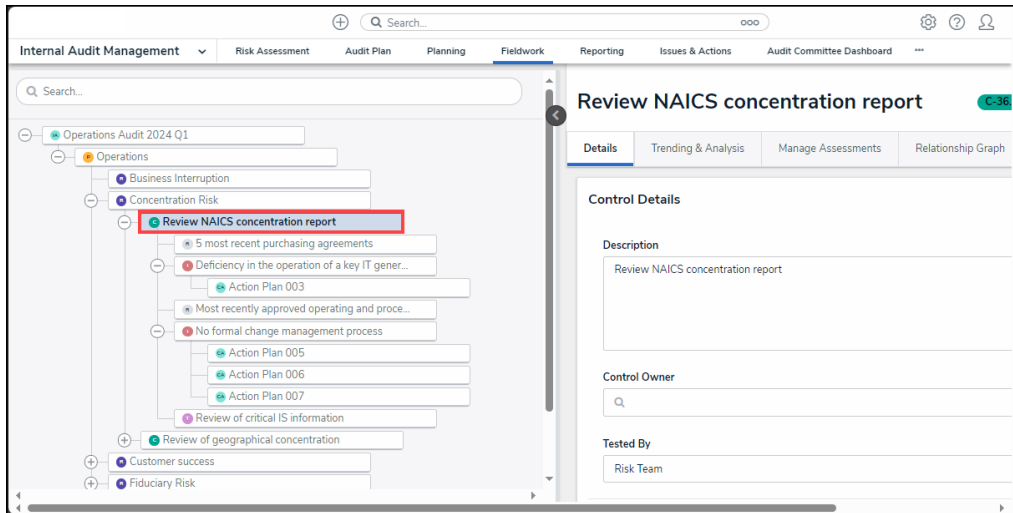 Search...
Internal Audit Management
Risk Assessment
Audit Plan
Planning
Fieldwork
Reporting
Issues & Actions
Audit Committee Dashboard
Search...
Operations Audit 2024 Q1
Operations
Business Interruption
Concentration Risk
Review NAICS concentration report
5 most recent purchasing agreements
Deficiency in the operation of a key IT gener...
Action Plan 003
Most recently approved operating and proce...
No formal change management process
Action Plan 005
Action Plan 006
Action Plan 007
Review of critical IS information
Review of geographical concentration
Customer success
Fiduciary Risk
Review NAICS concentration report
C-36.
Details
Trending & Analysis
Manage Assessments
Relationship Graph
Control Details
Description
Review NAICS concentration report
Control Owner
Tested By
Risk Team